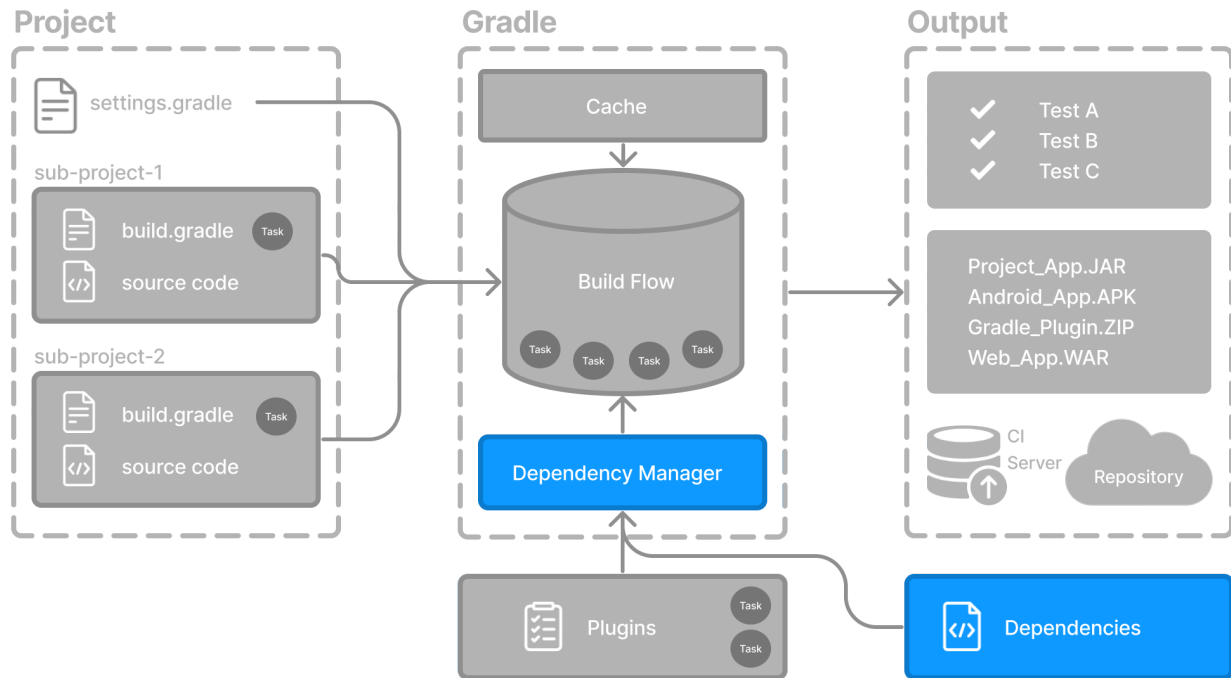 Project
settings.gradle
sub-project-1
build.gradle
Task
source code
sub-project-2
build.gradle
Task
source code
Gradle
Cache
Build Flow
Task
Task
Task
Task
Dependency Manager
Plugins
Task
Task
Output
Test A
Test B
Test C
Project_App.JAR
Android_App.APK
Gradle_Plugin.ZIP
Web_App.WAR
CI
Server
Repository
Dependencies